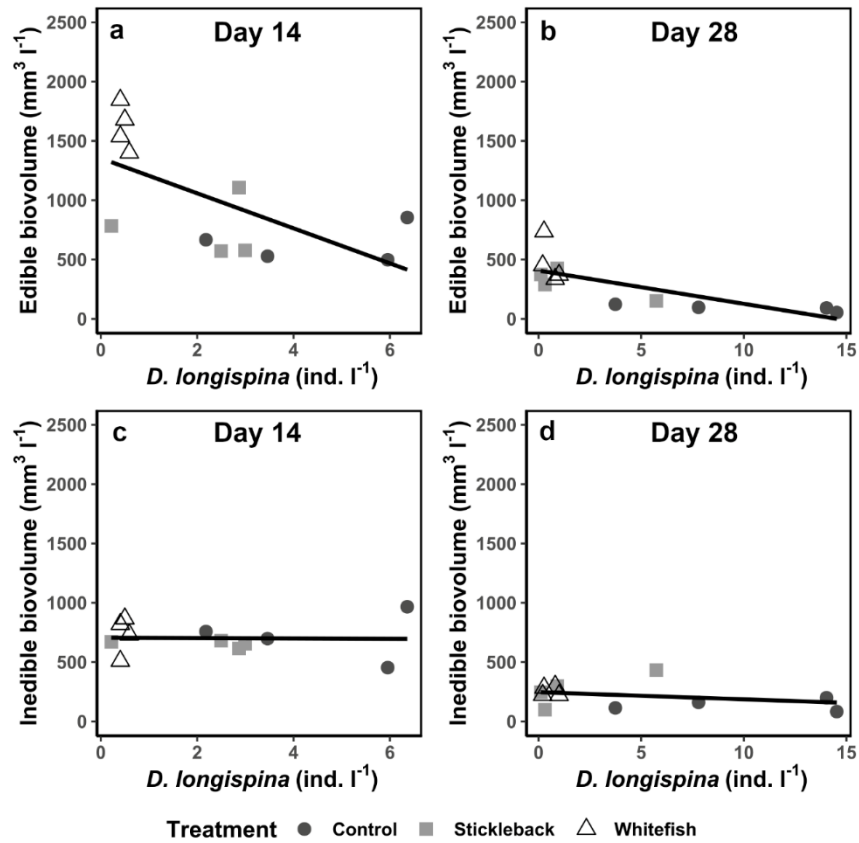 a
Day 14
Edible biovolume (mm³ l⁻¹)
2500
2000
1500
1000
500
0
0 2 4 6
D. longispina (ind. l⁻¹)
b
Day 28
Edible biovolume (mm³ l⁻¹)
2500
2000
1500
1000
500
0
0 5 10 15
D. longispina (ind. l⁻¹)
c
Day 14
Inedible biovolume (mm³ l⁻¹)
2500
2000
1500
1000
500
0
0 2 4 6
D. longispina (ind. l⁻¹)
d
Day 28
Inedible biovolume (mm³ l⁻¹)
2500
2000
1500
1000
500
0
0 5 10 15
D. longispina (ind. l⁻¹)
Treatment Control Stickleback Whitefish